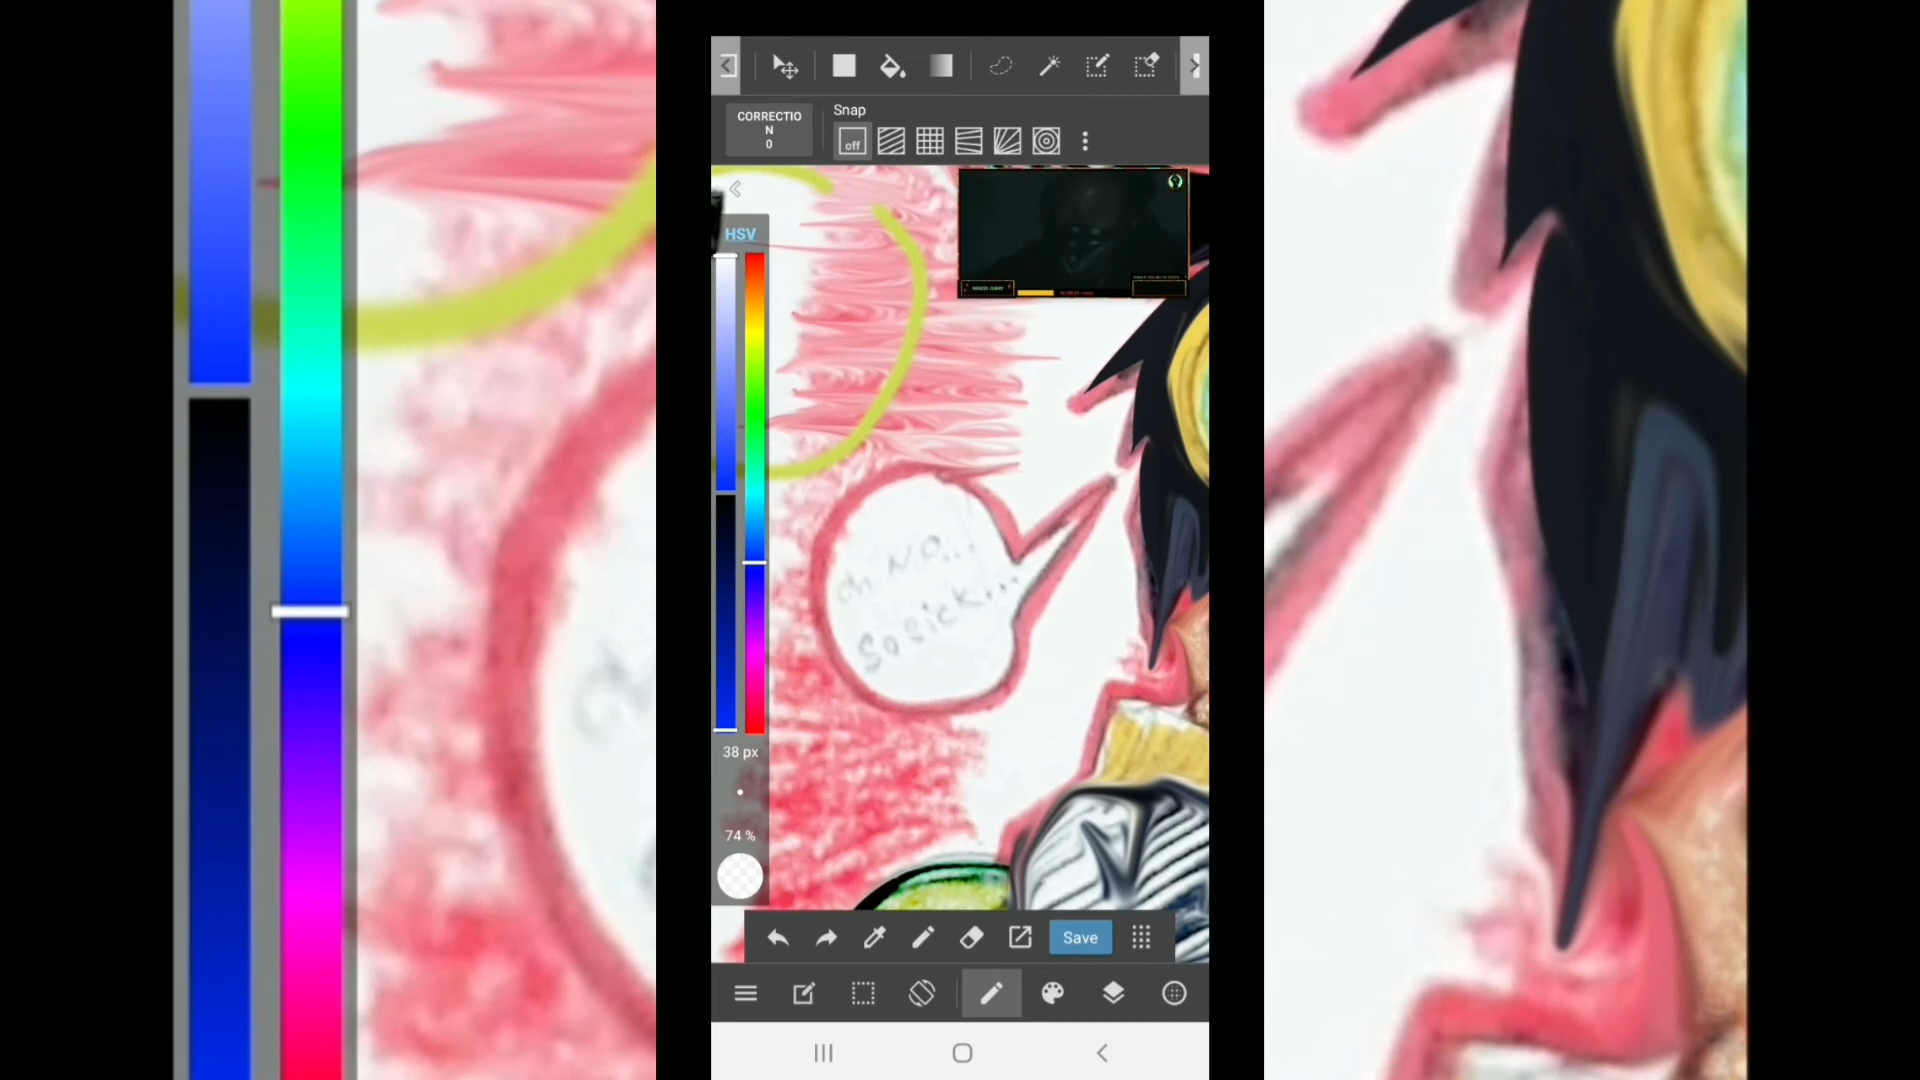 Snap
CORRECTIO
N
0
off
HSV
oh NO...
So sick...
38 px
74 %
Save